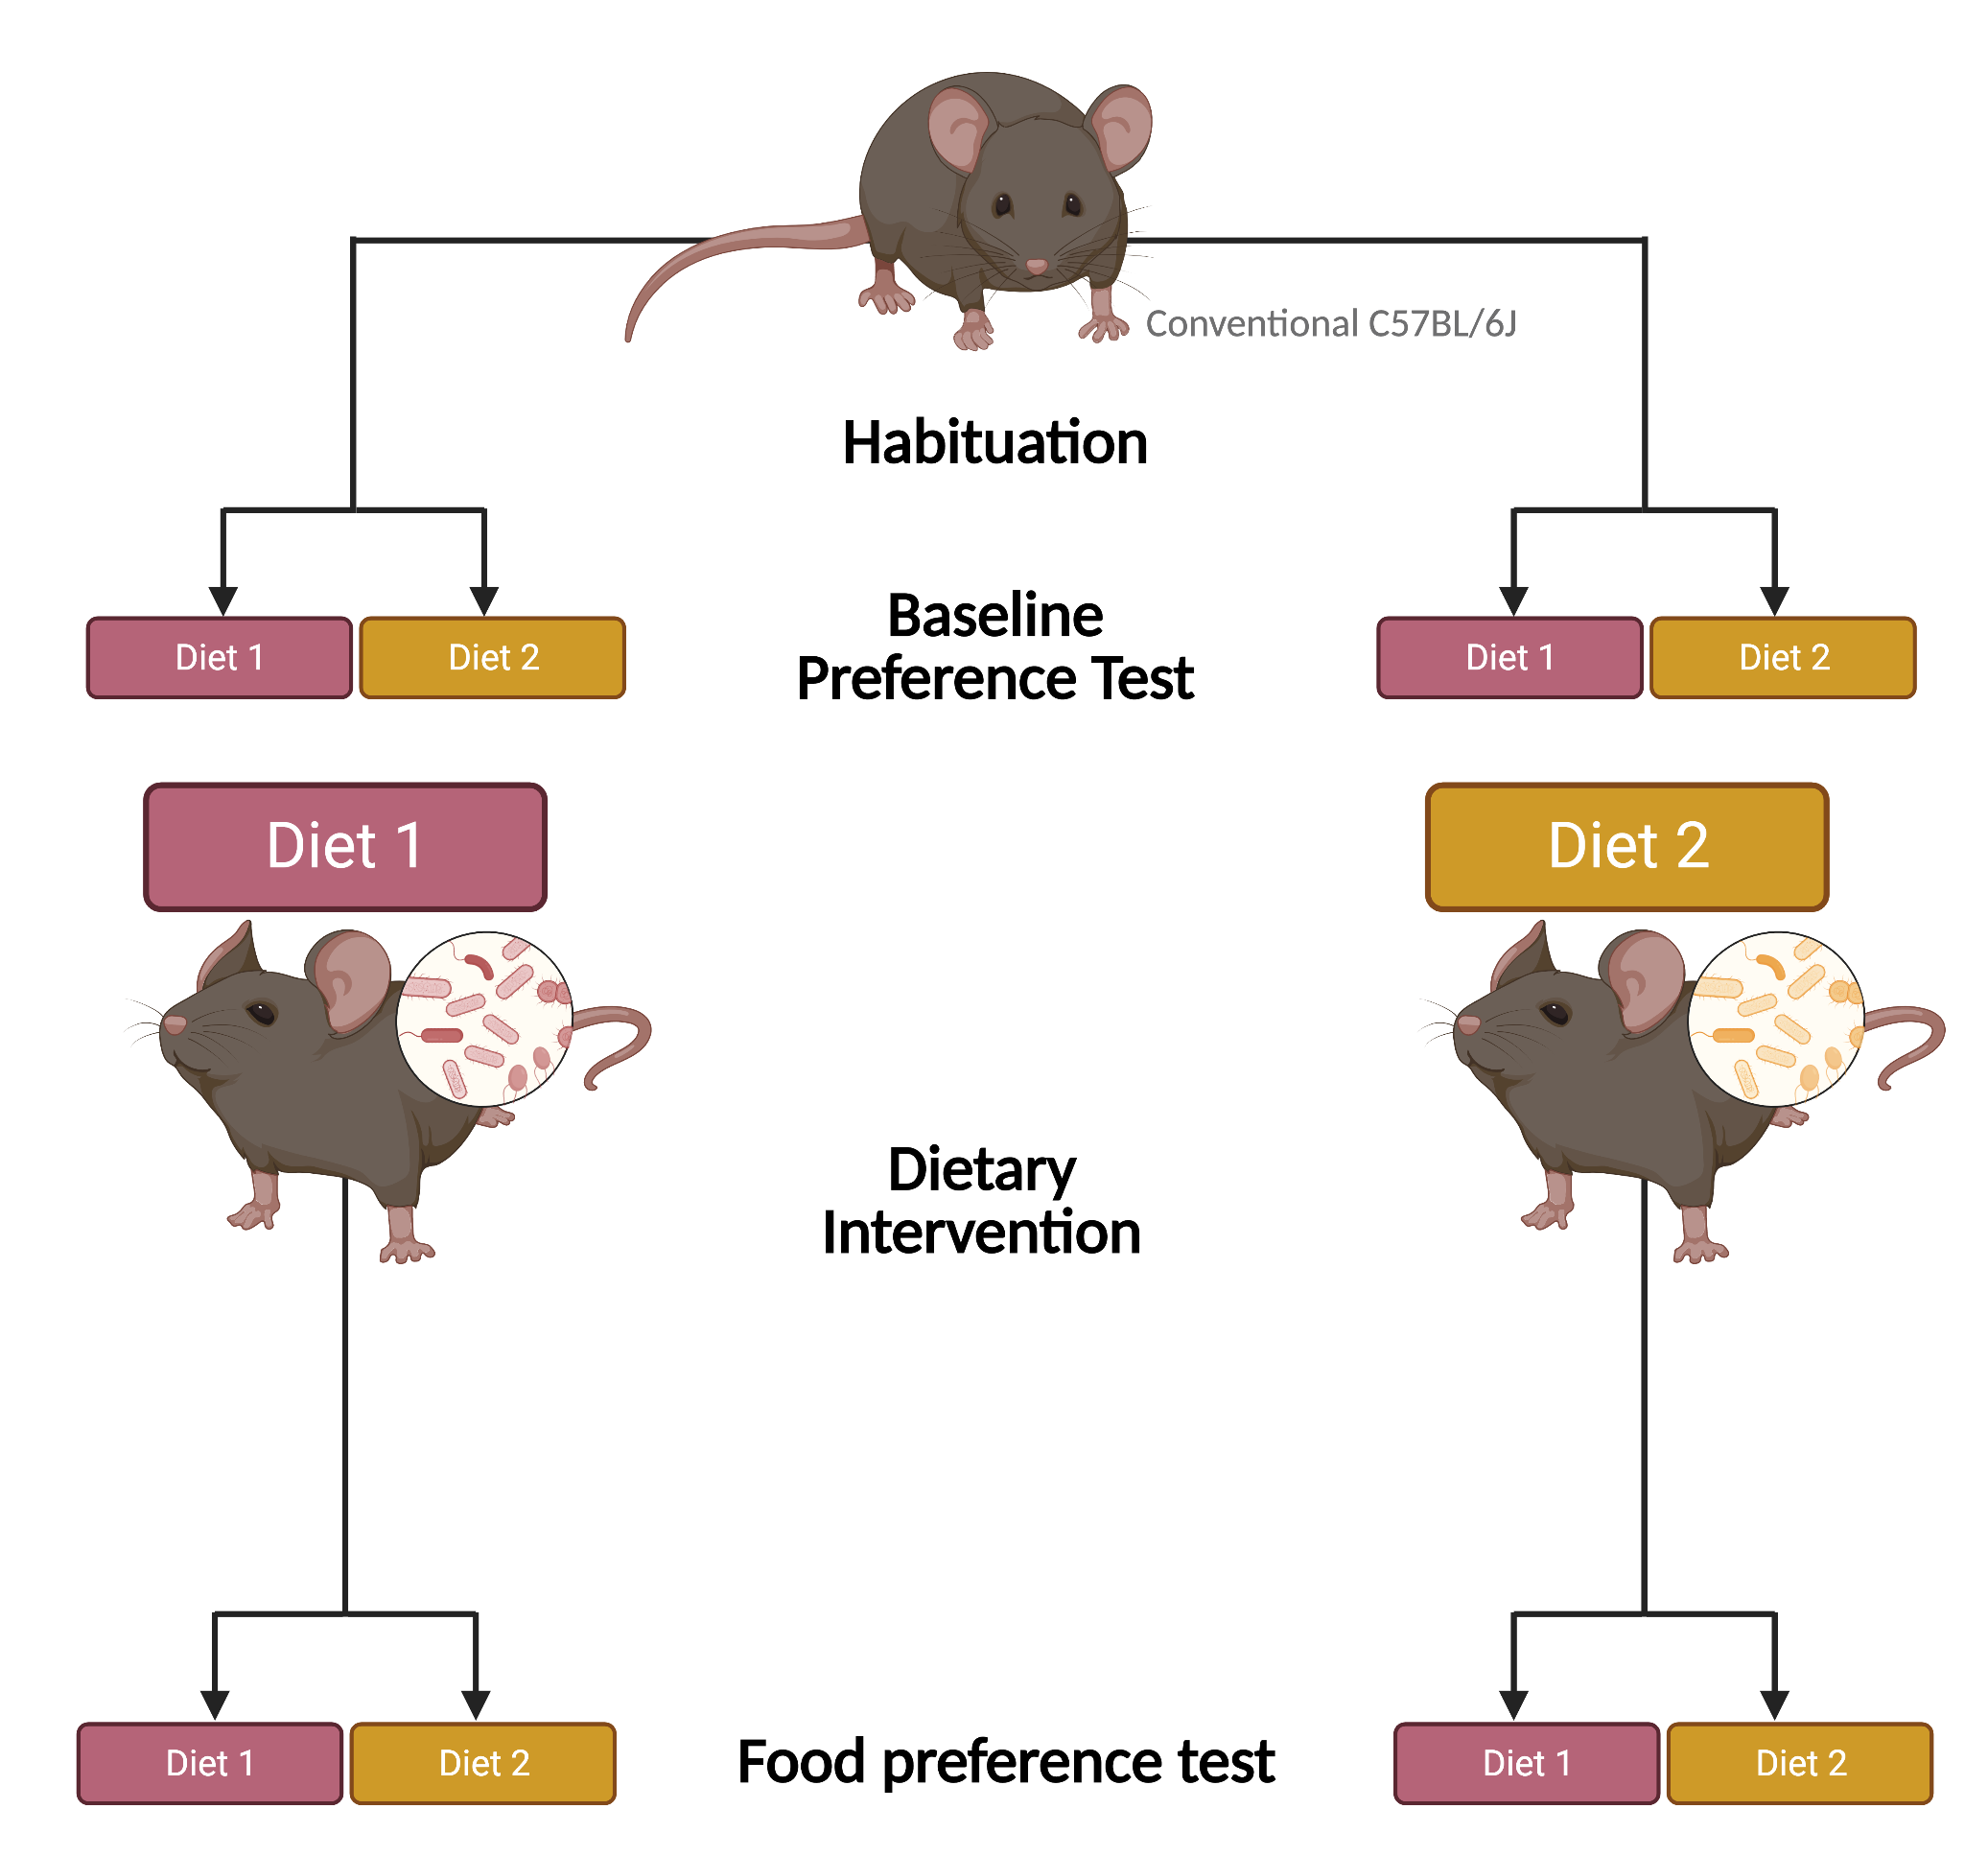 Conventional C57BL/6J
Habituation
Baseline
Preference Test
Diet 1
Diet 2
Diet 1
Diet 2
Diet 1
Diet 2
Dietary
Intervention
Diet 1
Diet 2
Food preference test
Diet 1
Diet 2